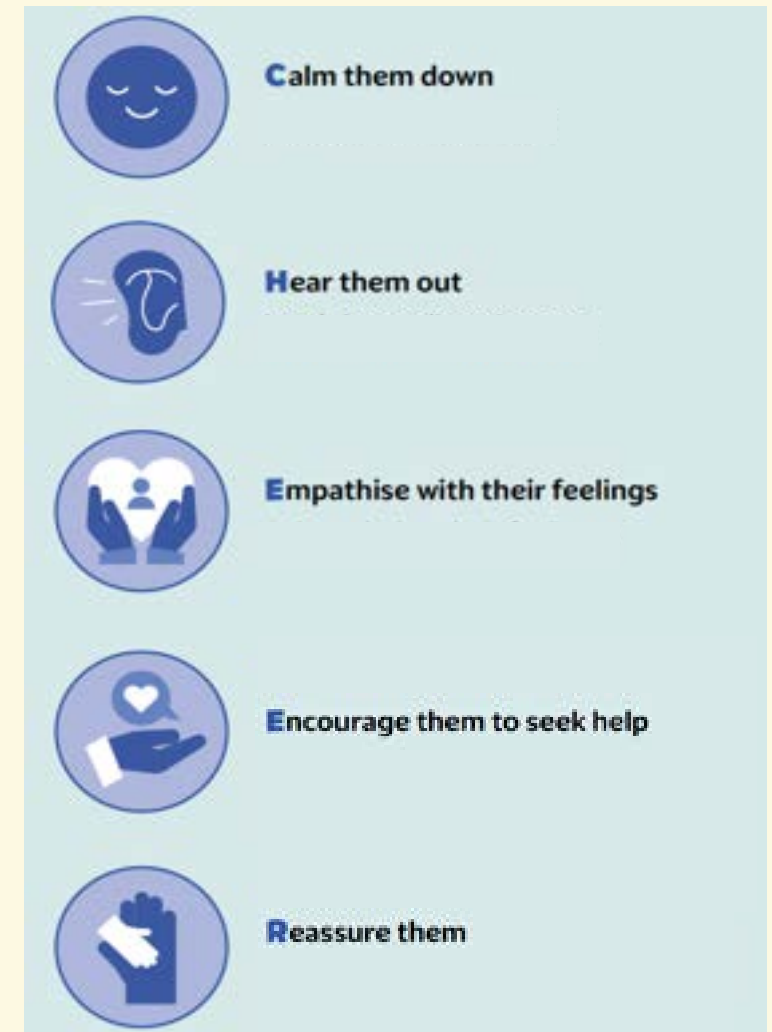 Calm them down
Hear them out
Empathise with their feelings
Encourage them to seek help
Reassure them